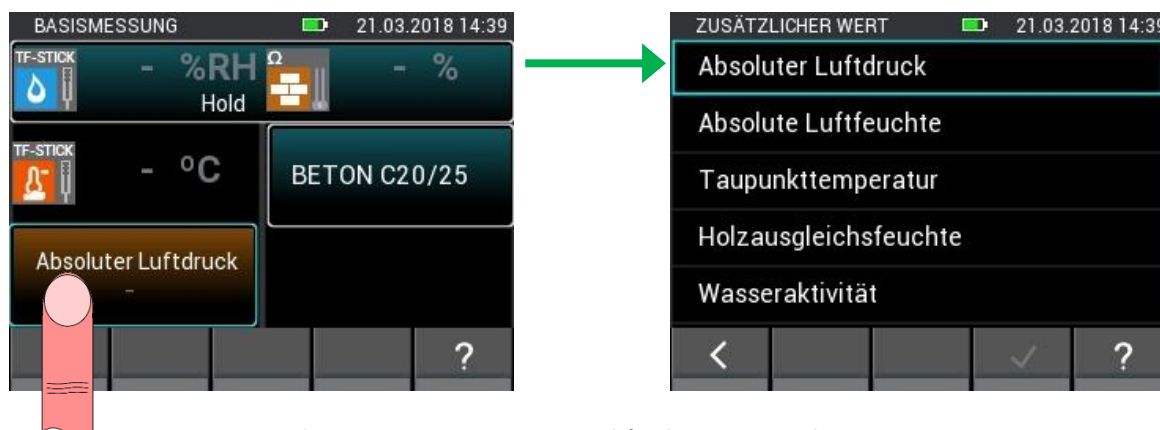 BASISMESSUNG 21.03.2018 14:39
TF-STICK - %RH Ω - %
Hold
TF-STICK - °C BETON C20/25
Absoluter Luftdruck
-
?
ZUSÄTZLICHER WERT 21.03.2018 14:39
Absoluter Luftdruck
Absolute Luftfeuchte
Taupunkttemperatur
Holzausgleichsfeuchte
Wasseraktivität
?